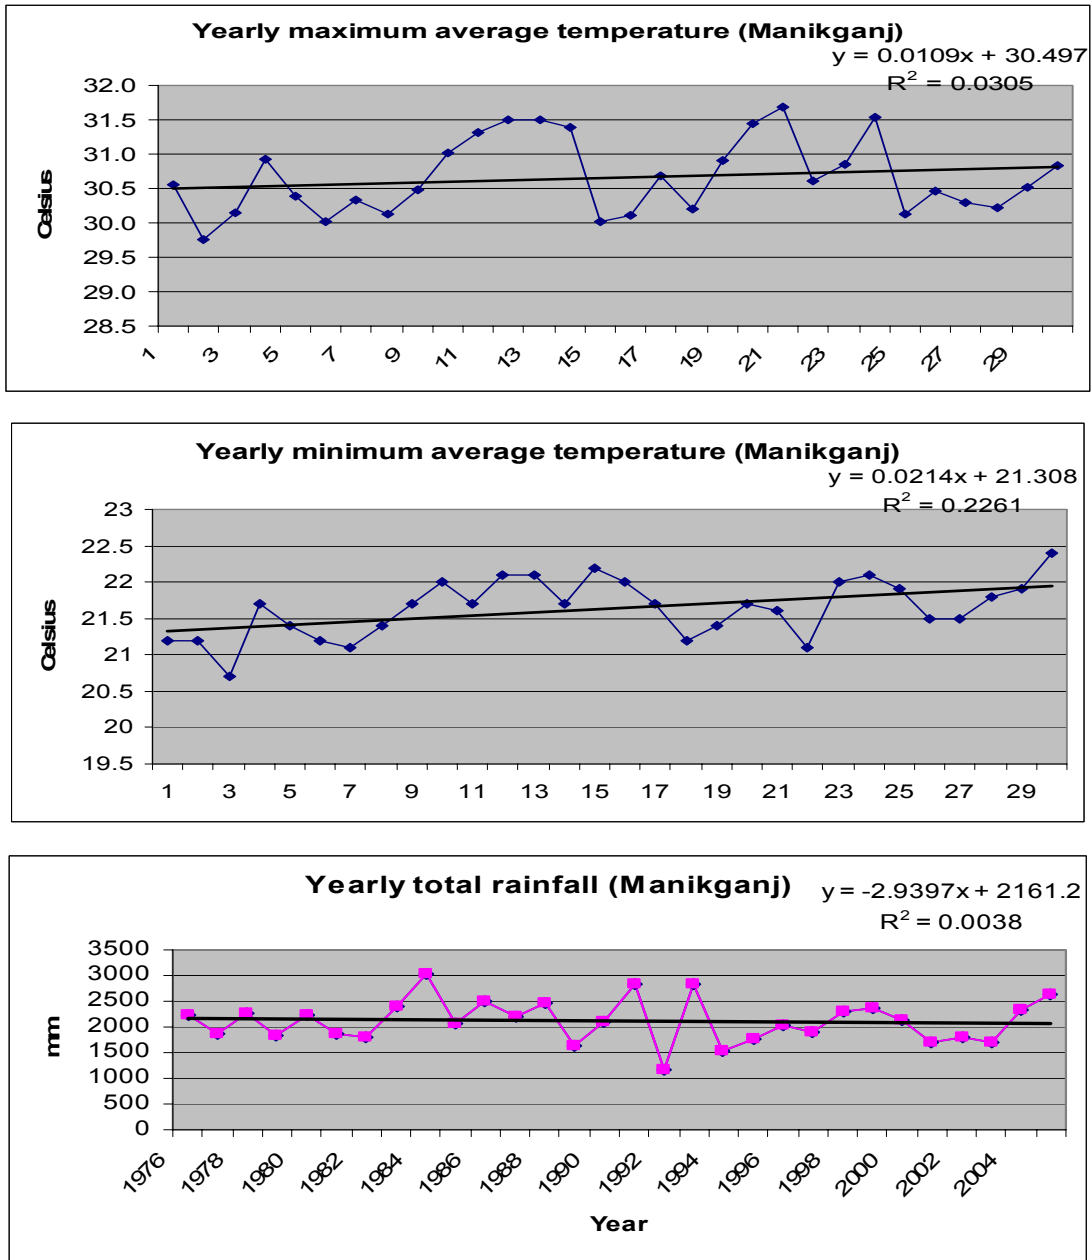 Yearly maximum average temperature (Manikganj)
y = 0.0109x + 30.497
R² = 0.0305
32.0
31.5
31.0
30.5
30.0
29.5
29.0
28.5
Celsius
1 3 5 7 9 11 13 15 17 19 21 23 25 27 29
Yearly minimum average temperature (Manikganj)
y = 0.0214x + 21.308
R² = 0.2261
23
22.5
22
21.5
21
20.5
20
19.5
Celsius
1 3 5 7 9 11 13 15 17 19 21 23 25 27 29
Yearly total rainfall (Manikganj)
y = -2.9397x + 2161.2
R² = 0.0038
3500
3000
2500
2000
1500
1000
500
0
mm
1976 1978 1980 1982 1984 1986 1988 1990 1992 1994 1996 1998 2000 2002 2004
Year